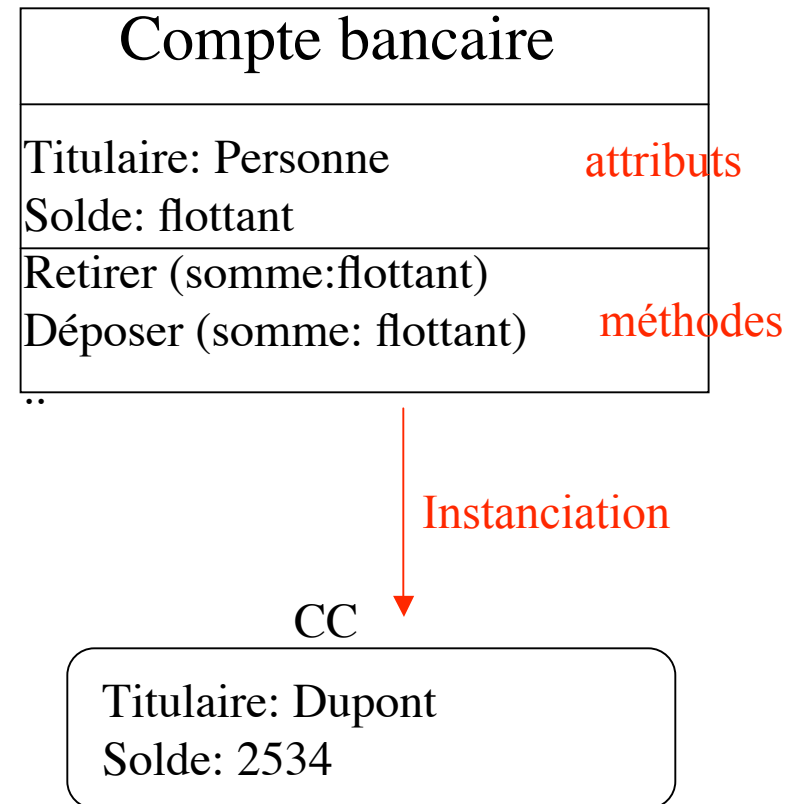 Compte bancaire
Titulaire: Personne
attributs
Solde: flottant
Retirer (somme:flottant)
Déposer (somme: flottant)
méthodes
..
Instanciation
CC
Titulaire: Dupont
Solde: 2534